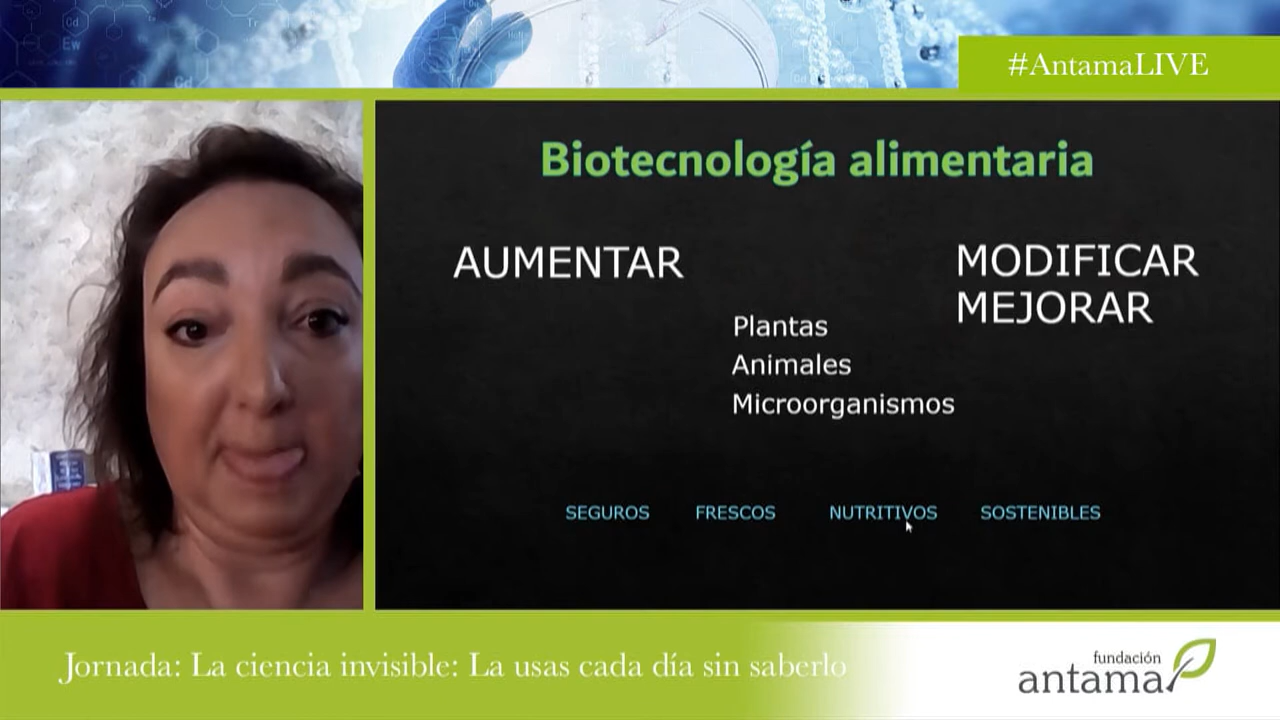 #AntamaLIVE
Biotecnología alimentaria
AUMENTAR
MODIFICAR
MEJORAR
Plantas
Animales
Microorganismos
SEGUROS FRESCOS NUTRITIVOS SOSTENIBLES
Jornada: La ciencia invisible: La usas cada día sin saberlo
fundación
antama